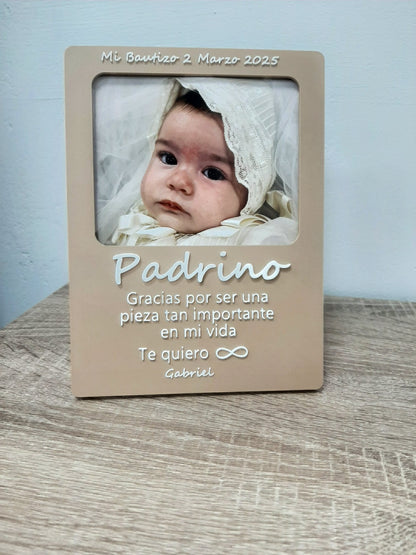 Mi Bautizo 2 Marzo 2025
Padrino
Gracias por ser una
pieza tan importante
en mi vida
Te quiero ∞
Gabriel